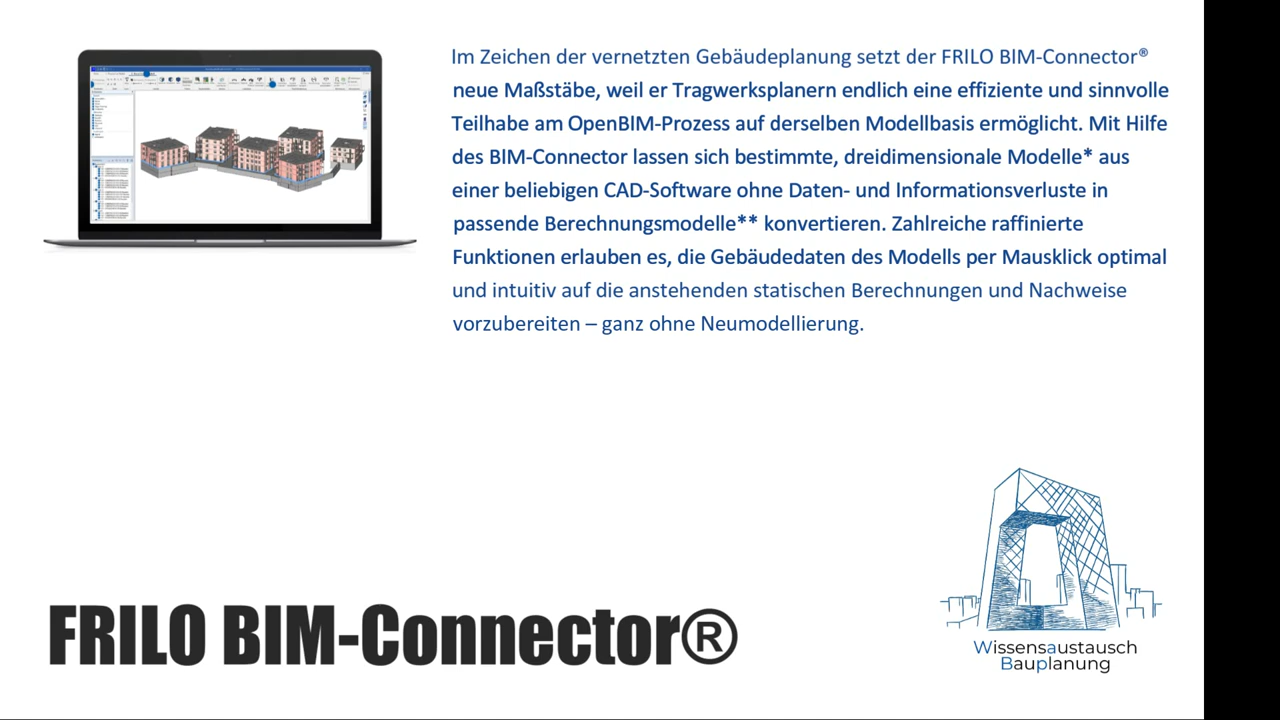 Im Zeichen der vernetzten Gebäudeplanung setzt der FRILO BIM-Connector®
neue Maßstäbe, weil er Tragwerksplanern endlich eine effiziente und sinnvolle
Teilhabe am OpenBIM-Prozess auf derselben Modellbasis ermöglicht. Mit Hilfe
des BIM-Connector lassen sich bestimmte, dreidimensionale Modelle* aus
einer beliebigen CAD-Software ohne Daten- und Informationsverluste in
passende Berechnungsmodelle** konvertieren. Zahlreiche raffinierte
Funktionen erlauben es, die Gebäudedaten des Modells per Mausklick optimal
und intuitiv auf die anstehenden statischen Berechnungen und Nachweise
vorzubereiten – ganz ohne Neumodellierung.
FRILO BIM-Connector®
Wissensaustausch
Bauplanung